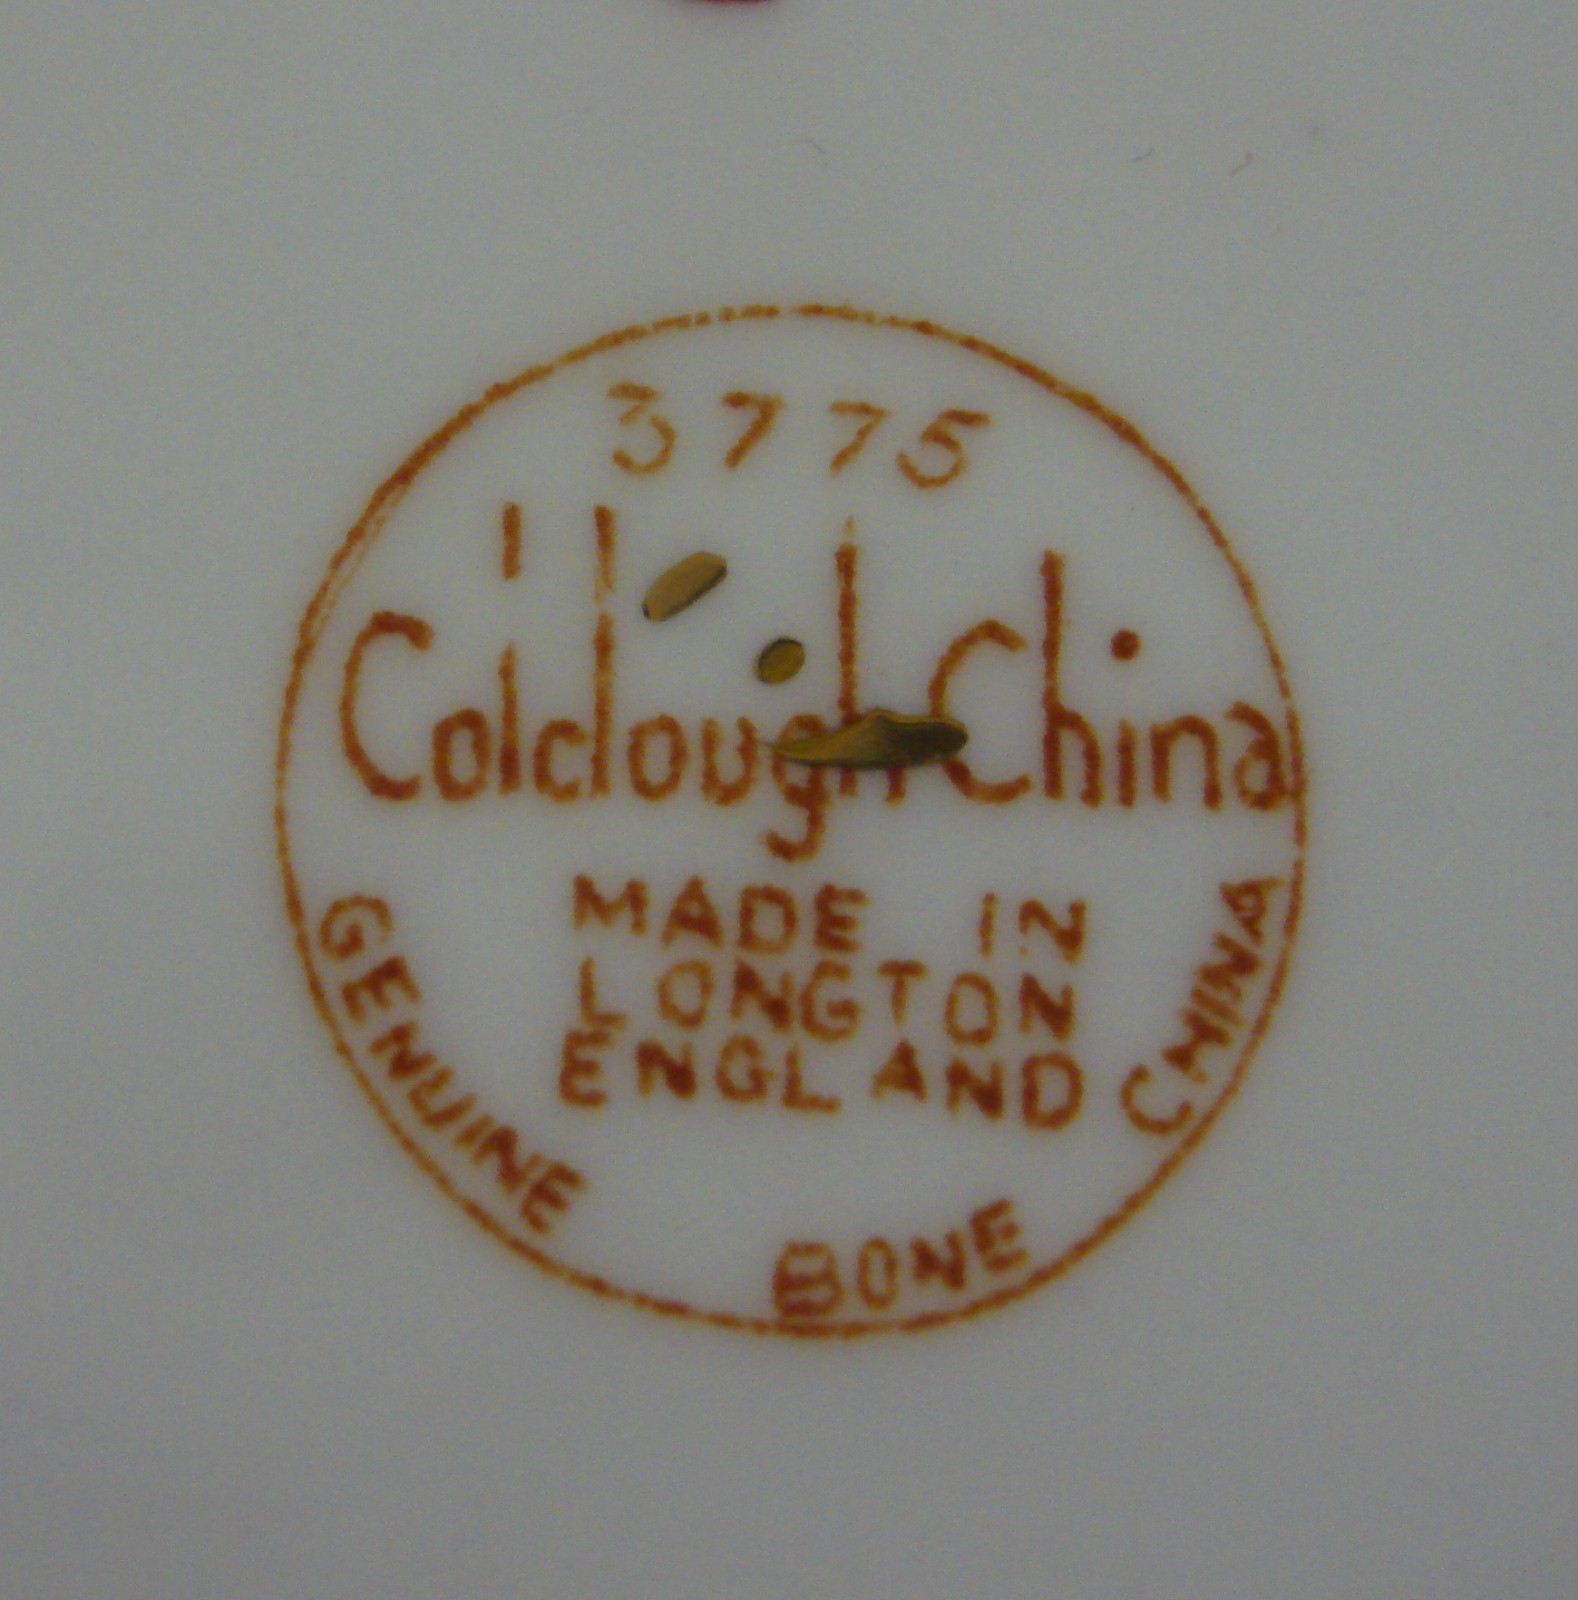 3775
Colclough China
MADE IN
LONGTON
ENGLAND
GENUINE BONE CHINA